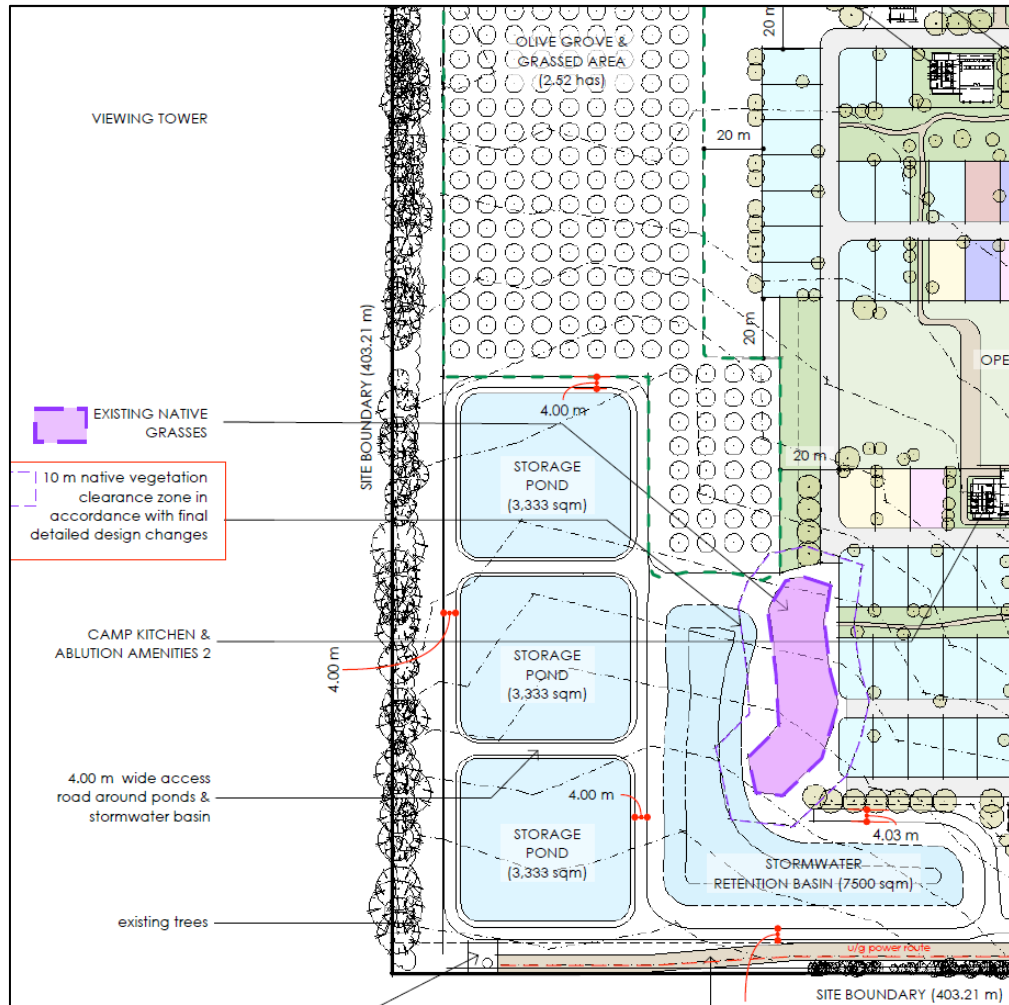 OLIVE GROVE &
GRASSED AREA
(2.52 has)
20 m
VIEWING TOWER
20 m
SITE BOUNDARY (403.21 m)
20 m
OPE
4.00 m
EXISTING NATIVE
GRASSES
20 m
10 m native vegetation
clearance zone in
accordance with final
detailed design changes
STORAGE
POND
(3,333 sqm)
CAMP KITCHEN &
ABLUTION AMENITIES 2
4.00 m
STORAGE
POND
(3,333 sqm)
4.00 m wide access
road around ponds &
stormwater basin
4.00 m
4.03 m
STORAGE
POND
(3,333 sqm)
STORMWATER
RETENTION BASIN (7500 sqm)
existing trees
u/g power route
SITE BOUNDARY (403.21 m)